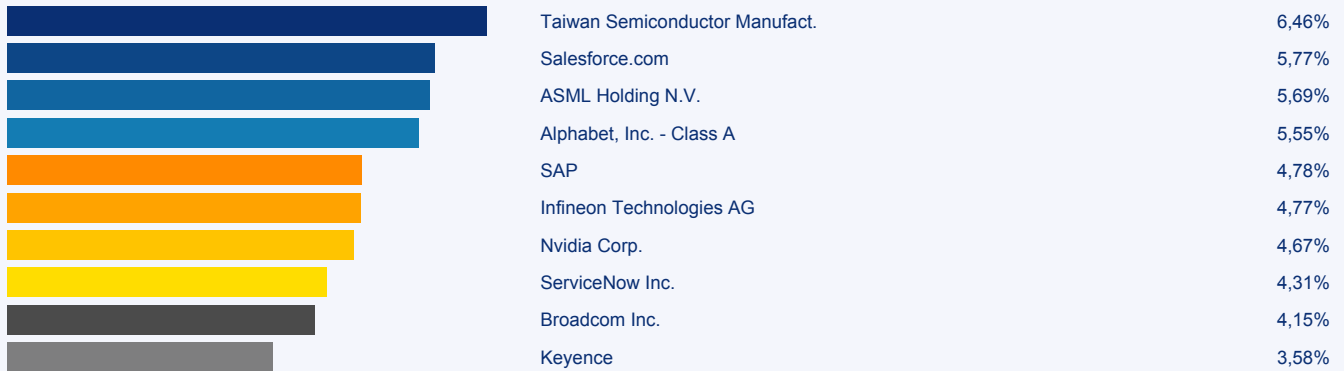 Taiwan Semiconductor Manufact. 6,46%
Salesforce.com 5,77%
ASML Holding N.V. 5,69%
Alphabet, Inc. - Class A 5,55%
SAP 4,78%
Infineon Technologies AG 4,77%
Nvidia Corp. 4,67%
ServiceNow Inc. 4,31%
Broadcom Inc. 4,15%
Keyence 3,58%